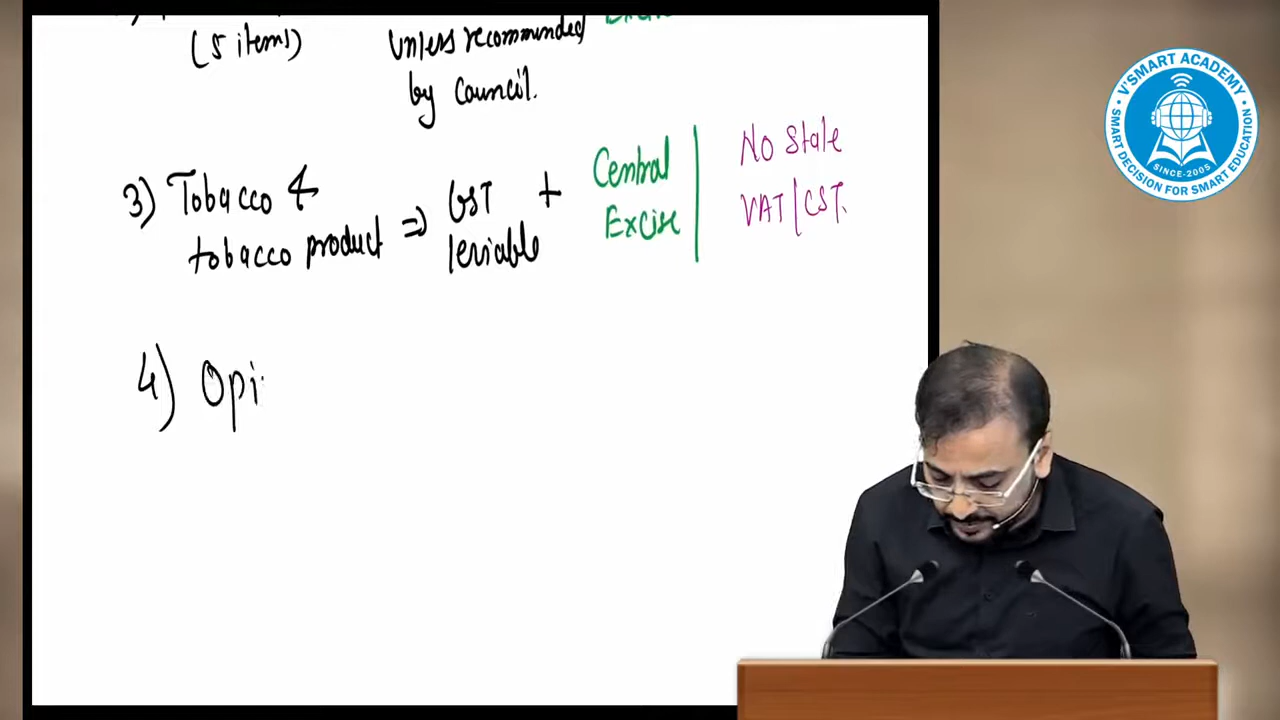 (5 items)
unless recommended
by Council.
3) Tobacco &
tobacco product ⇒ GST leviable + Central Excise | No State VAT/CST.
4) Opi
V'SMART ACADEMY
SINCE-2005
SMART DECISION FOR SMART EDUCATION